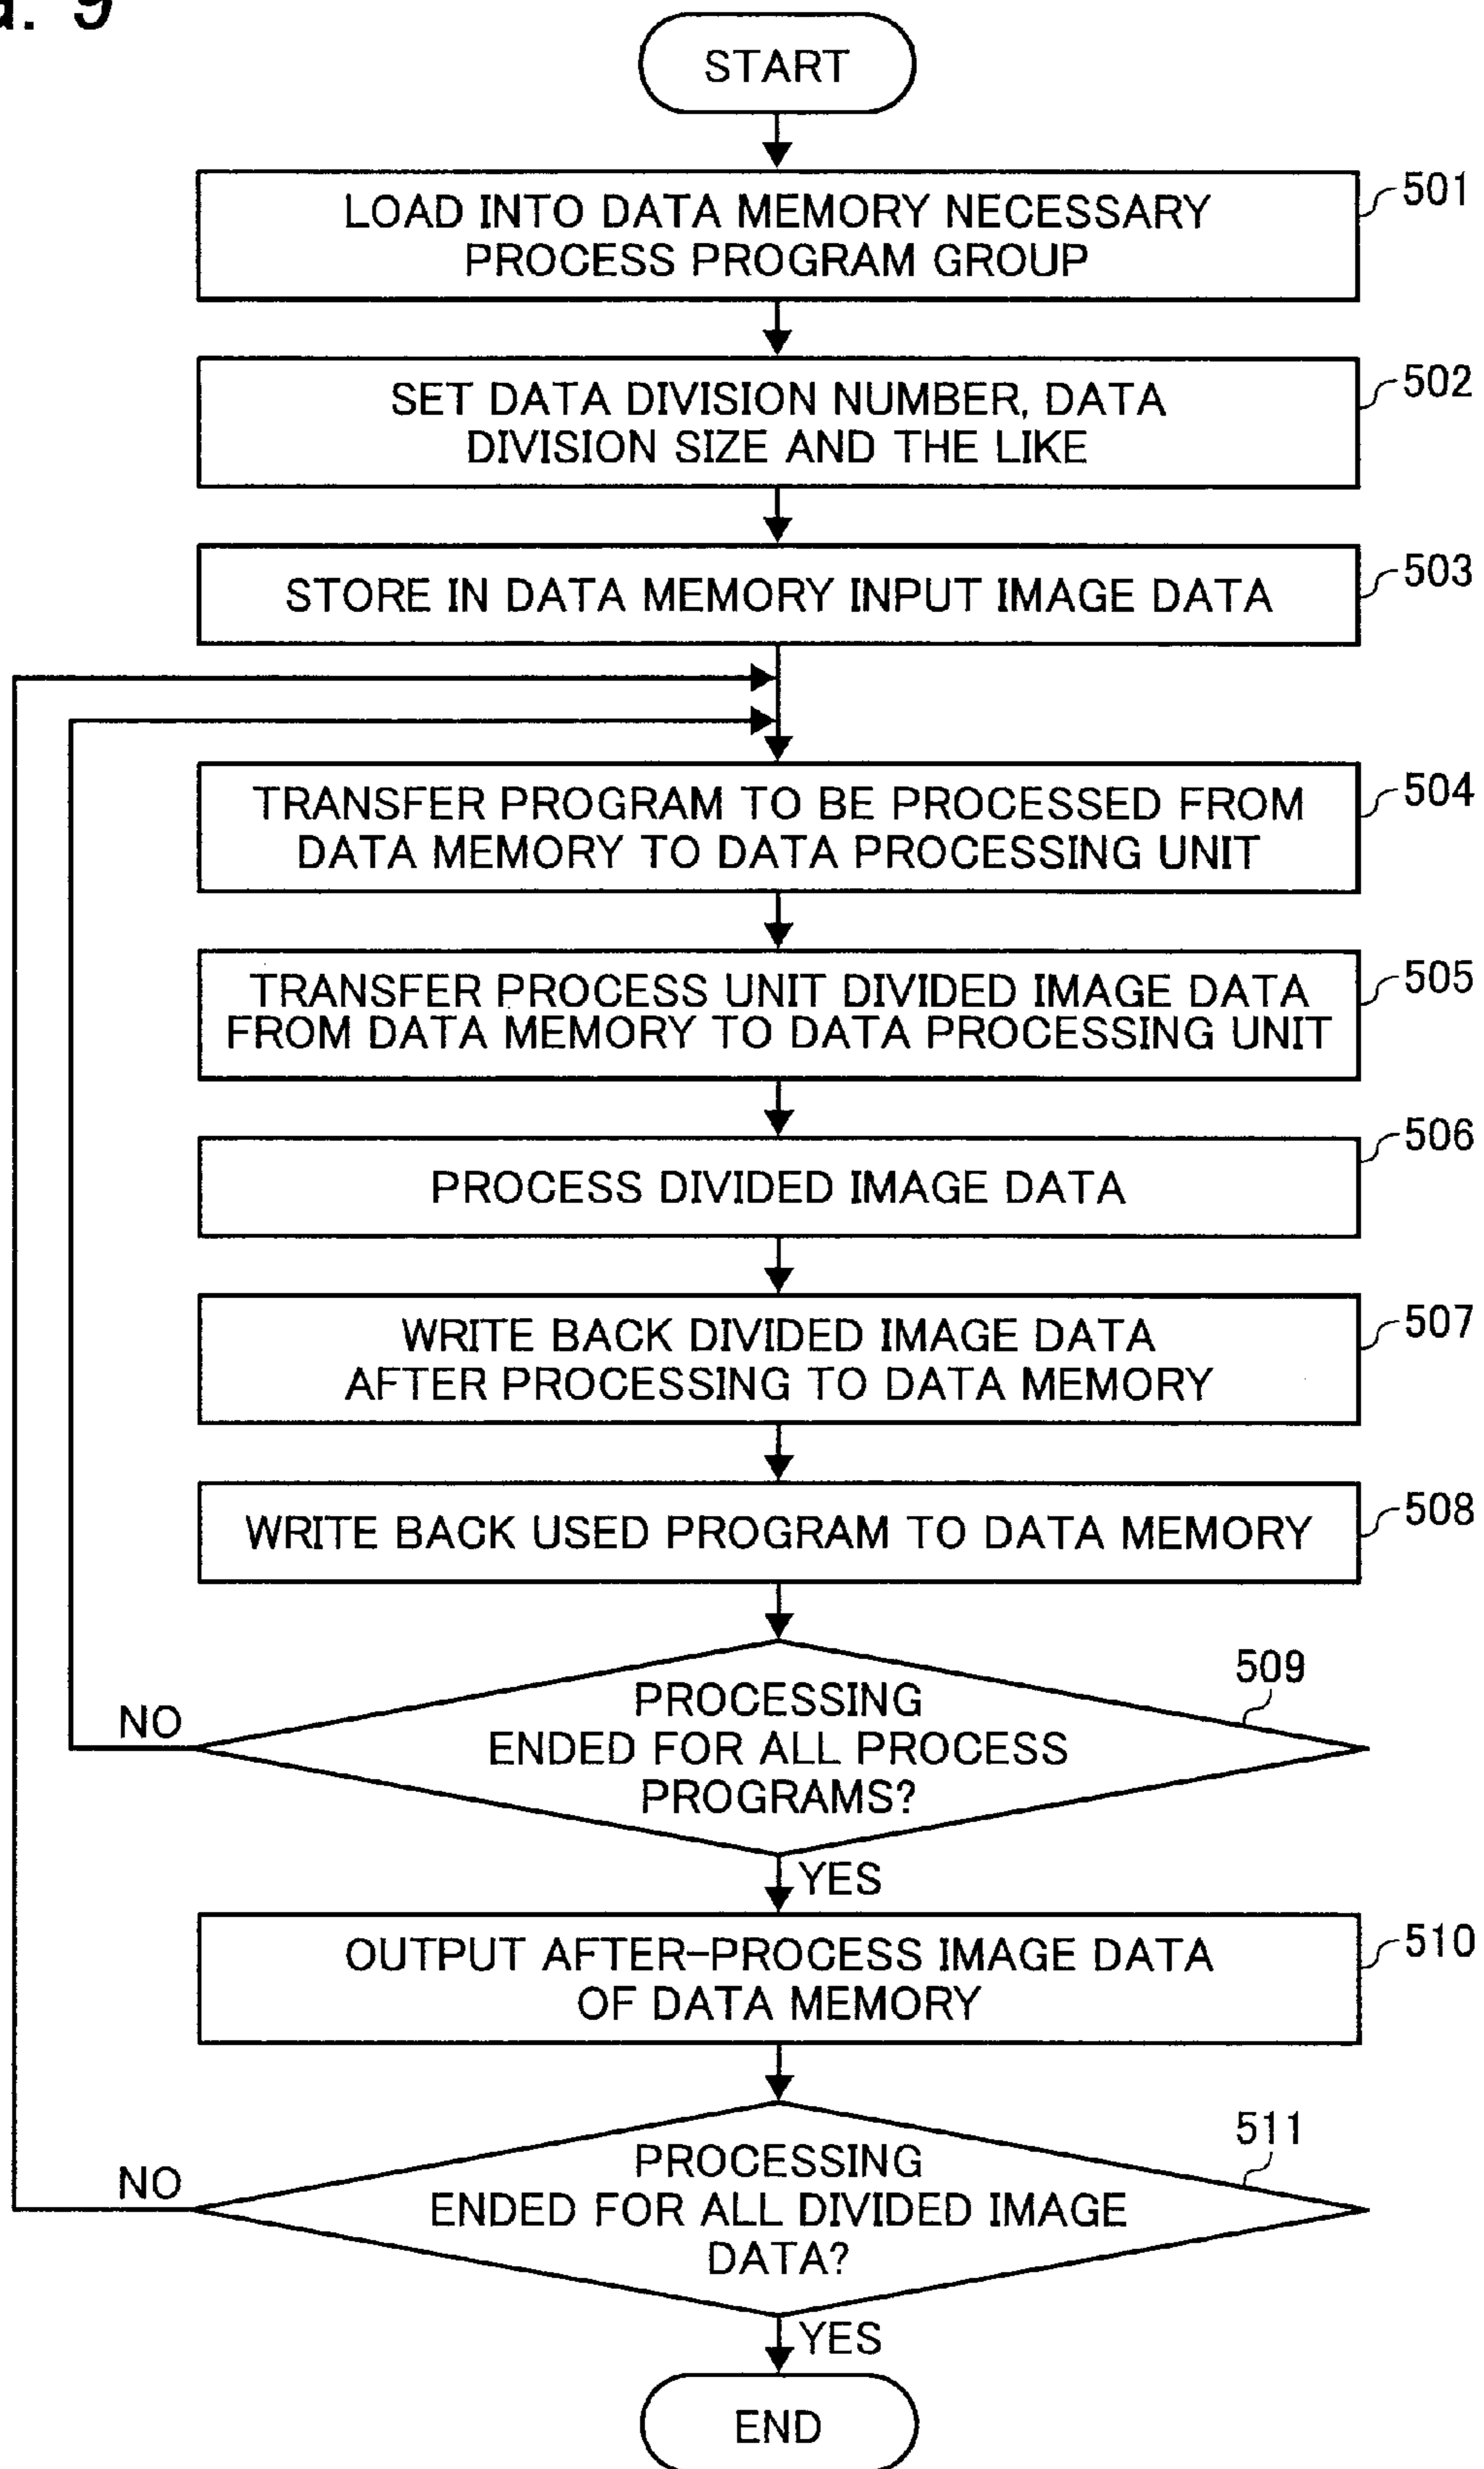 9
START
LOAD INTO DATA MEMORY NECESSARY
PROCESS PROGRAM GROUP
501
SET DATA DIVISION NUMBER, DATA
DIVISION SIZE AND THE LIKE
502
STORE IN DATA MEMORY INPUT IMAGE DATA
503
TRANSFER PROGRAM TO BE PROCESSED FROM
DATA MEMORY TO DATA PROCESSING UNIT
504
TRANSFER PROCESS UNIT DIVIDED IMAGE DATA
FROM DATA MEMORY TO DATA PROCESSING UNIT
505
PROCESS DIVIDED IMAGE DATA
506
WRITE BACK DIVIDED IMAGE DATA
AFTER PROCESSING TO DATA MEMORY
507
WRITE BACK USED PROGRAM TO DATA MEMORY
508
PROCESSING
ENDED FOR ALL PROCESS
PROGRAMS?
509
NO
YES
OUTPUT AFTER-PROCESS IMAGE DATA
OF DATA MEMORY
510
PROCESSING
ENDED FOR ALL DIVIDED IMAGE
DATA?
511
NO
YES
END